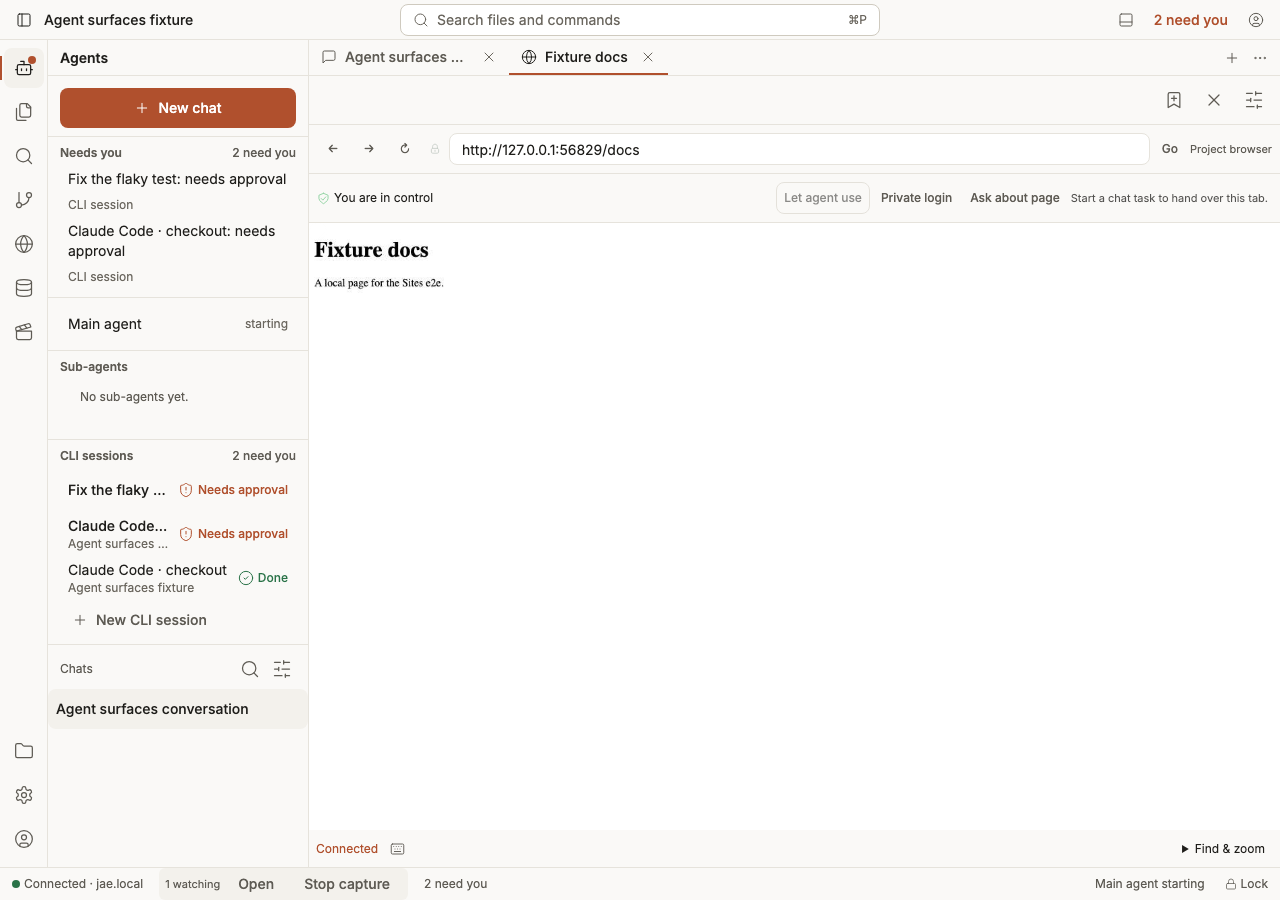 Agent surfaces fixture
Search files and commands
⌘P
2 need you
Agents
New chat
Needs you
2 need you
Fix the flaky test: needs approval
CLI session
Claude Code · checkout: needs
approval
CLI session
Main agent
starting
Sub-agents
No sub-agents yet.
CLI sessions
2 need you
Fix the flaky ...
Needs approval
Claude Code...
Needs approval
Agent surfaces ...
Claude Code · checkout
Done
Agent surfaces fixture
New CLI session
Chats
Agent surfaces conversation
Agent surfaces ...
Fixture docs
http://127.0.0.1:56829/docs
Go
Project browser
You are in control
Let agent use
Private login
Ask about page
Start a chat task to hand over this tab.
Fixture docs
A local page for the Sites e2e.
Connected
Find & zoom
Connected · jae.local
1 watching
Open
Stop capture
2 need you
Main agent starting
Lock